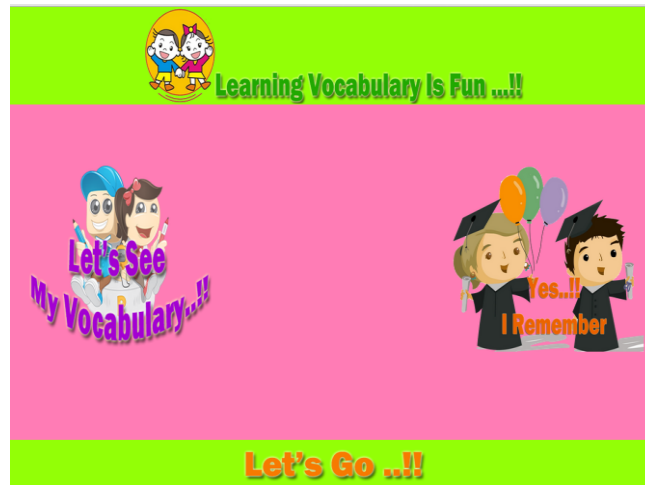 Learning Vocabulary Is Fun ...!!
Let's See
My Vocabulary..!!
Yes..!!
I Remember
Let's Go ..!!